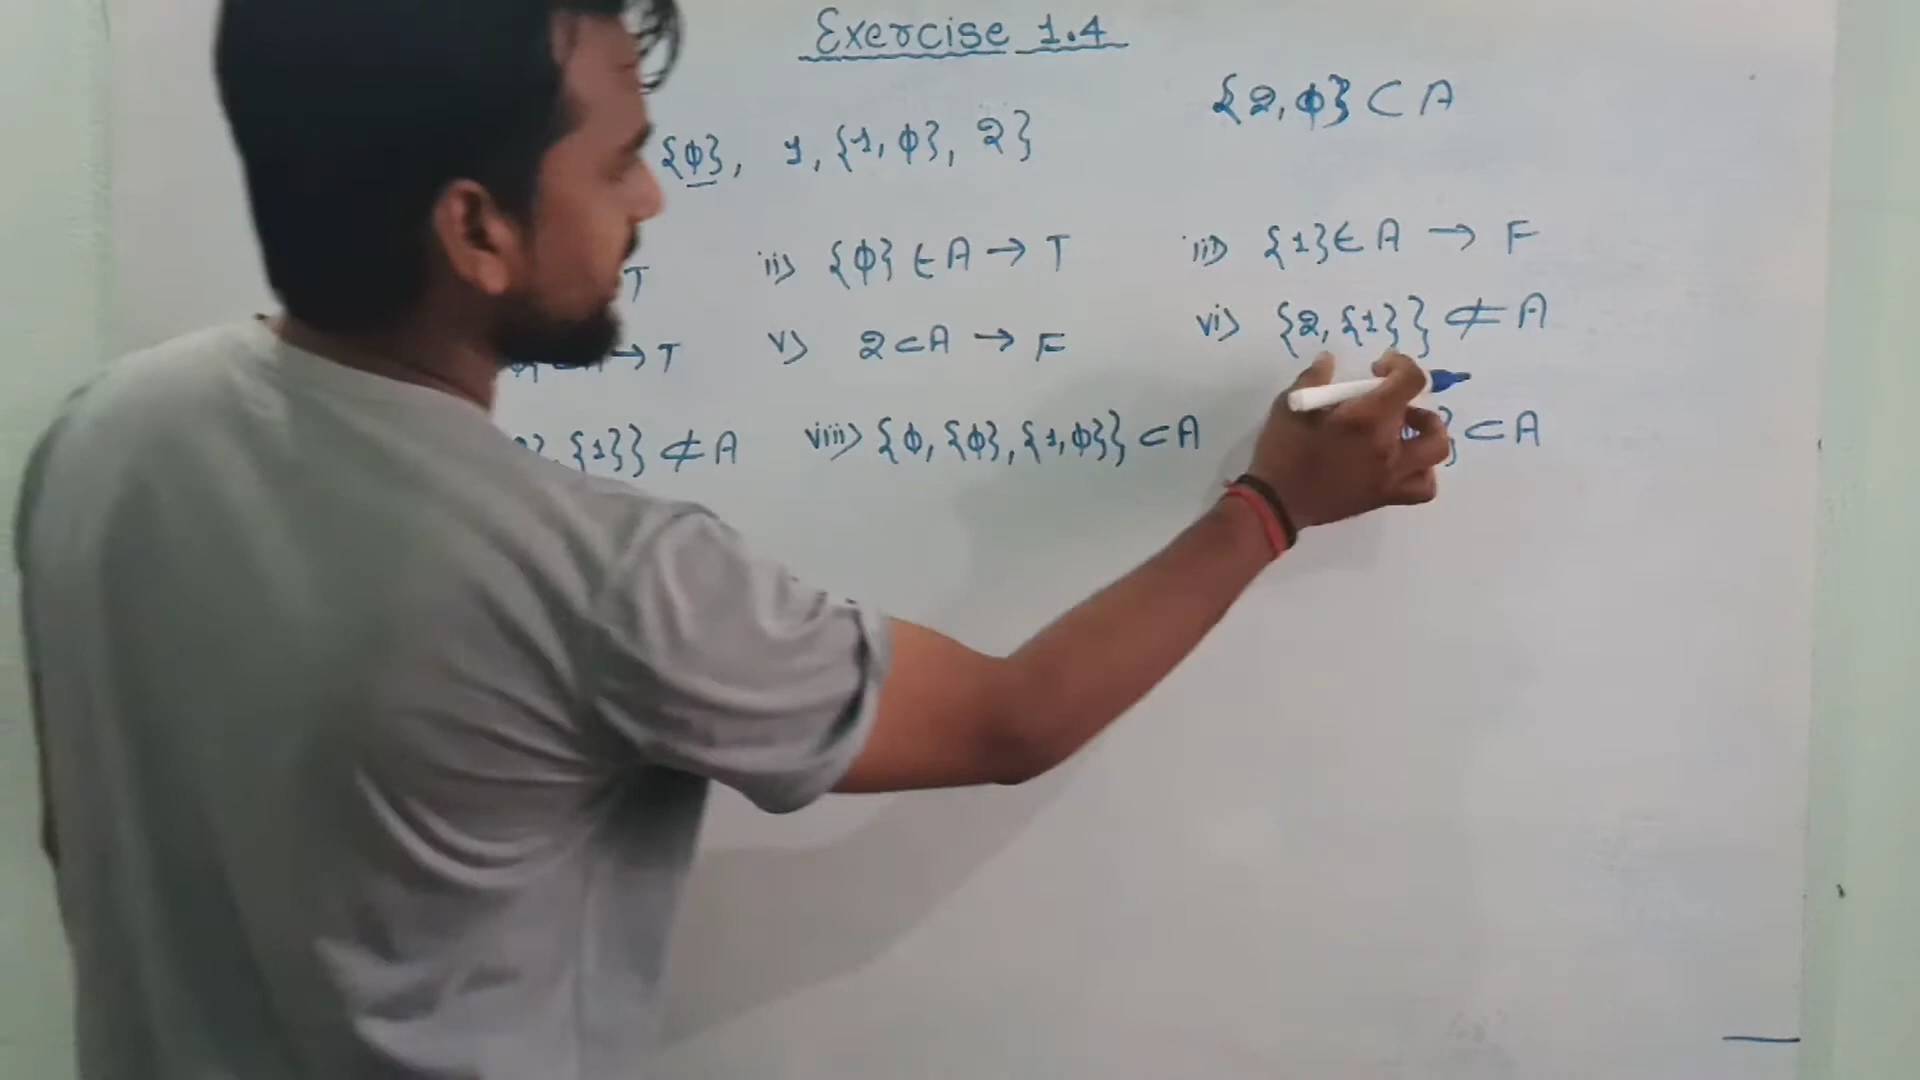 Exercise 1.4
{2, ϕ} ⊂ A
{ϕ}, 1, {1, ϕ}, 2}
T ii) {ϕ} ∈ A → T iii) {1} ∈ A → F
→ T v) 2 ⊂ A → F vi) {2, {1}} ⊄ A
, {1}} ⊄ A viii) {ϕ, {ϕ}, {1, ϕ}} ⊂ A } ⊂ A